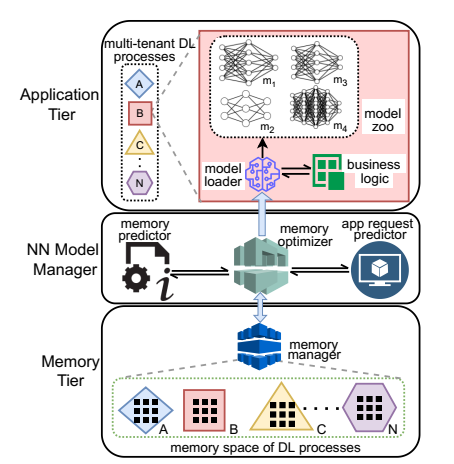 multi-tenant DL
processes
A
B
C
N
Application
Tier
m1
m3
m2
m4
model
zoo
model
loader
business
logic
NN Model
Manager
memory
predictor
memory
optimizer
app request
predictor
Memory
Tier
memory
manager
A
B
C
N
memory space of DL processes